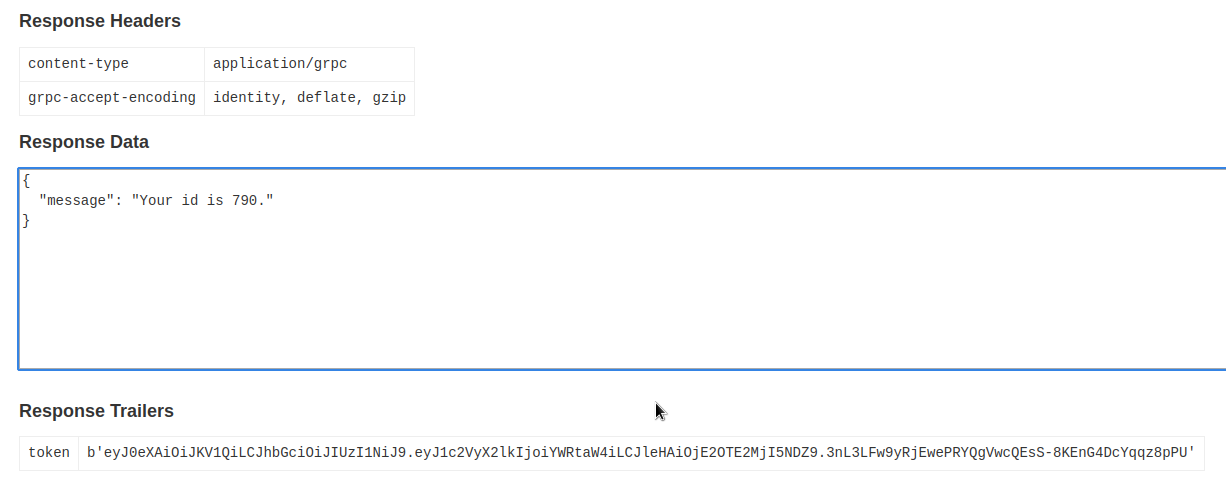 Response Headers
content-type application/grpc
grpc-accept-encoding identity, deflate, gzip
Response Data
{
"message": "Your id is 790."
}
Response Trailers
token b'eyJ0eXAiOiJKV1QiLCJhbGciOiJIUzI1NiJ9.eyJ1c2VyX2lkIjoiYWRtaW4iLCJleHAiOjE2OTE2MjI5NDZ9.3nL3LFw9yRjEwePRYQgVwcQEsS-8KEnG4DcYqqz8pPU'